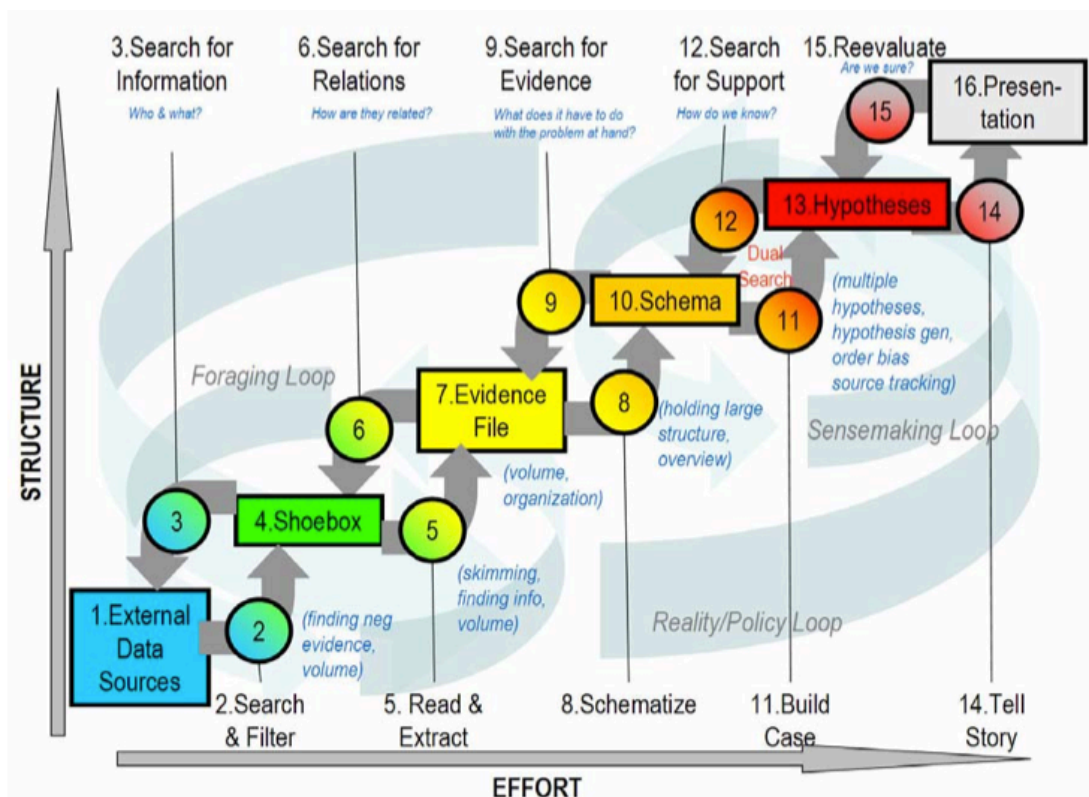 3.Search for
Information
Who & what?
6.Search for
Relations
How are they related?
9.Search for
Evidence
What does it have to do
with the problem at hand?
12.Search
for Support
How do we know?
15.Reevaluate
Are we sure?
16.Presen-
tation
15
13.Hypotheses
14
12
Dual
Search
(multiple
hypotheses,
hypothesis gen,
order bias
source tracking)
9
10.Schema
11
Foraging Loop
7.Evidence
File
8
(holding large
structure,
overview)
Sensemaking Loop
6
(volume,
organization)
3
4.Shoebox
5
(skimming,
finding info,
volume)
1.External
Data
Sources
2
(finding neg
evidence,
volume)
Reality/Policy Loop
2.Search
& Filter
5. Read &
Extract
8.Schematize
11.Build
Case
14.Tell
Story
STRUCTURE
EFFORT